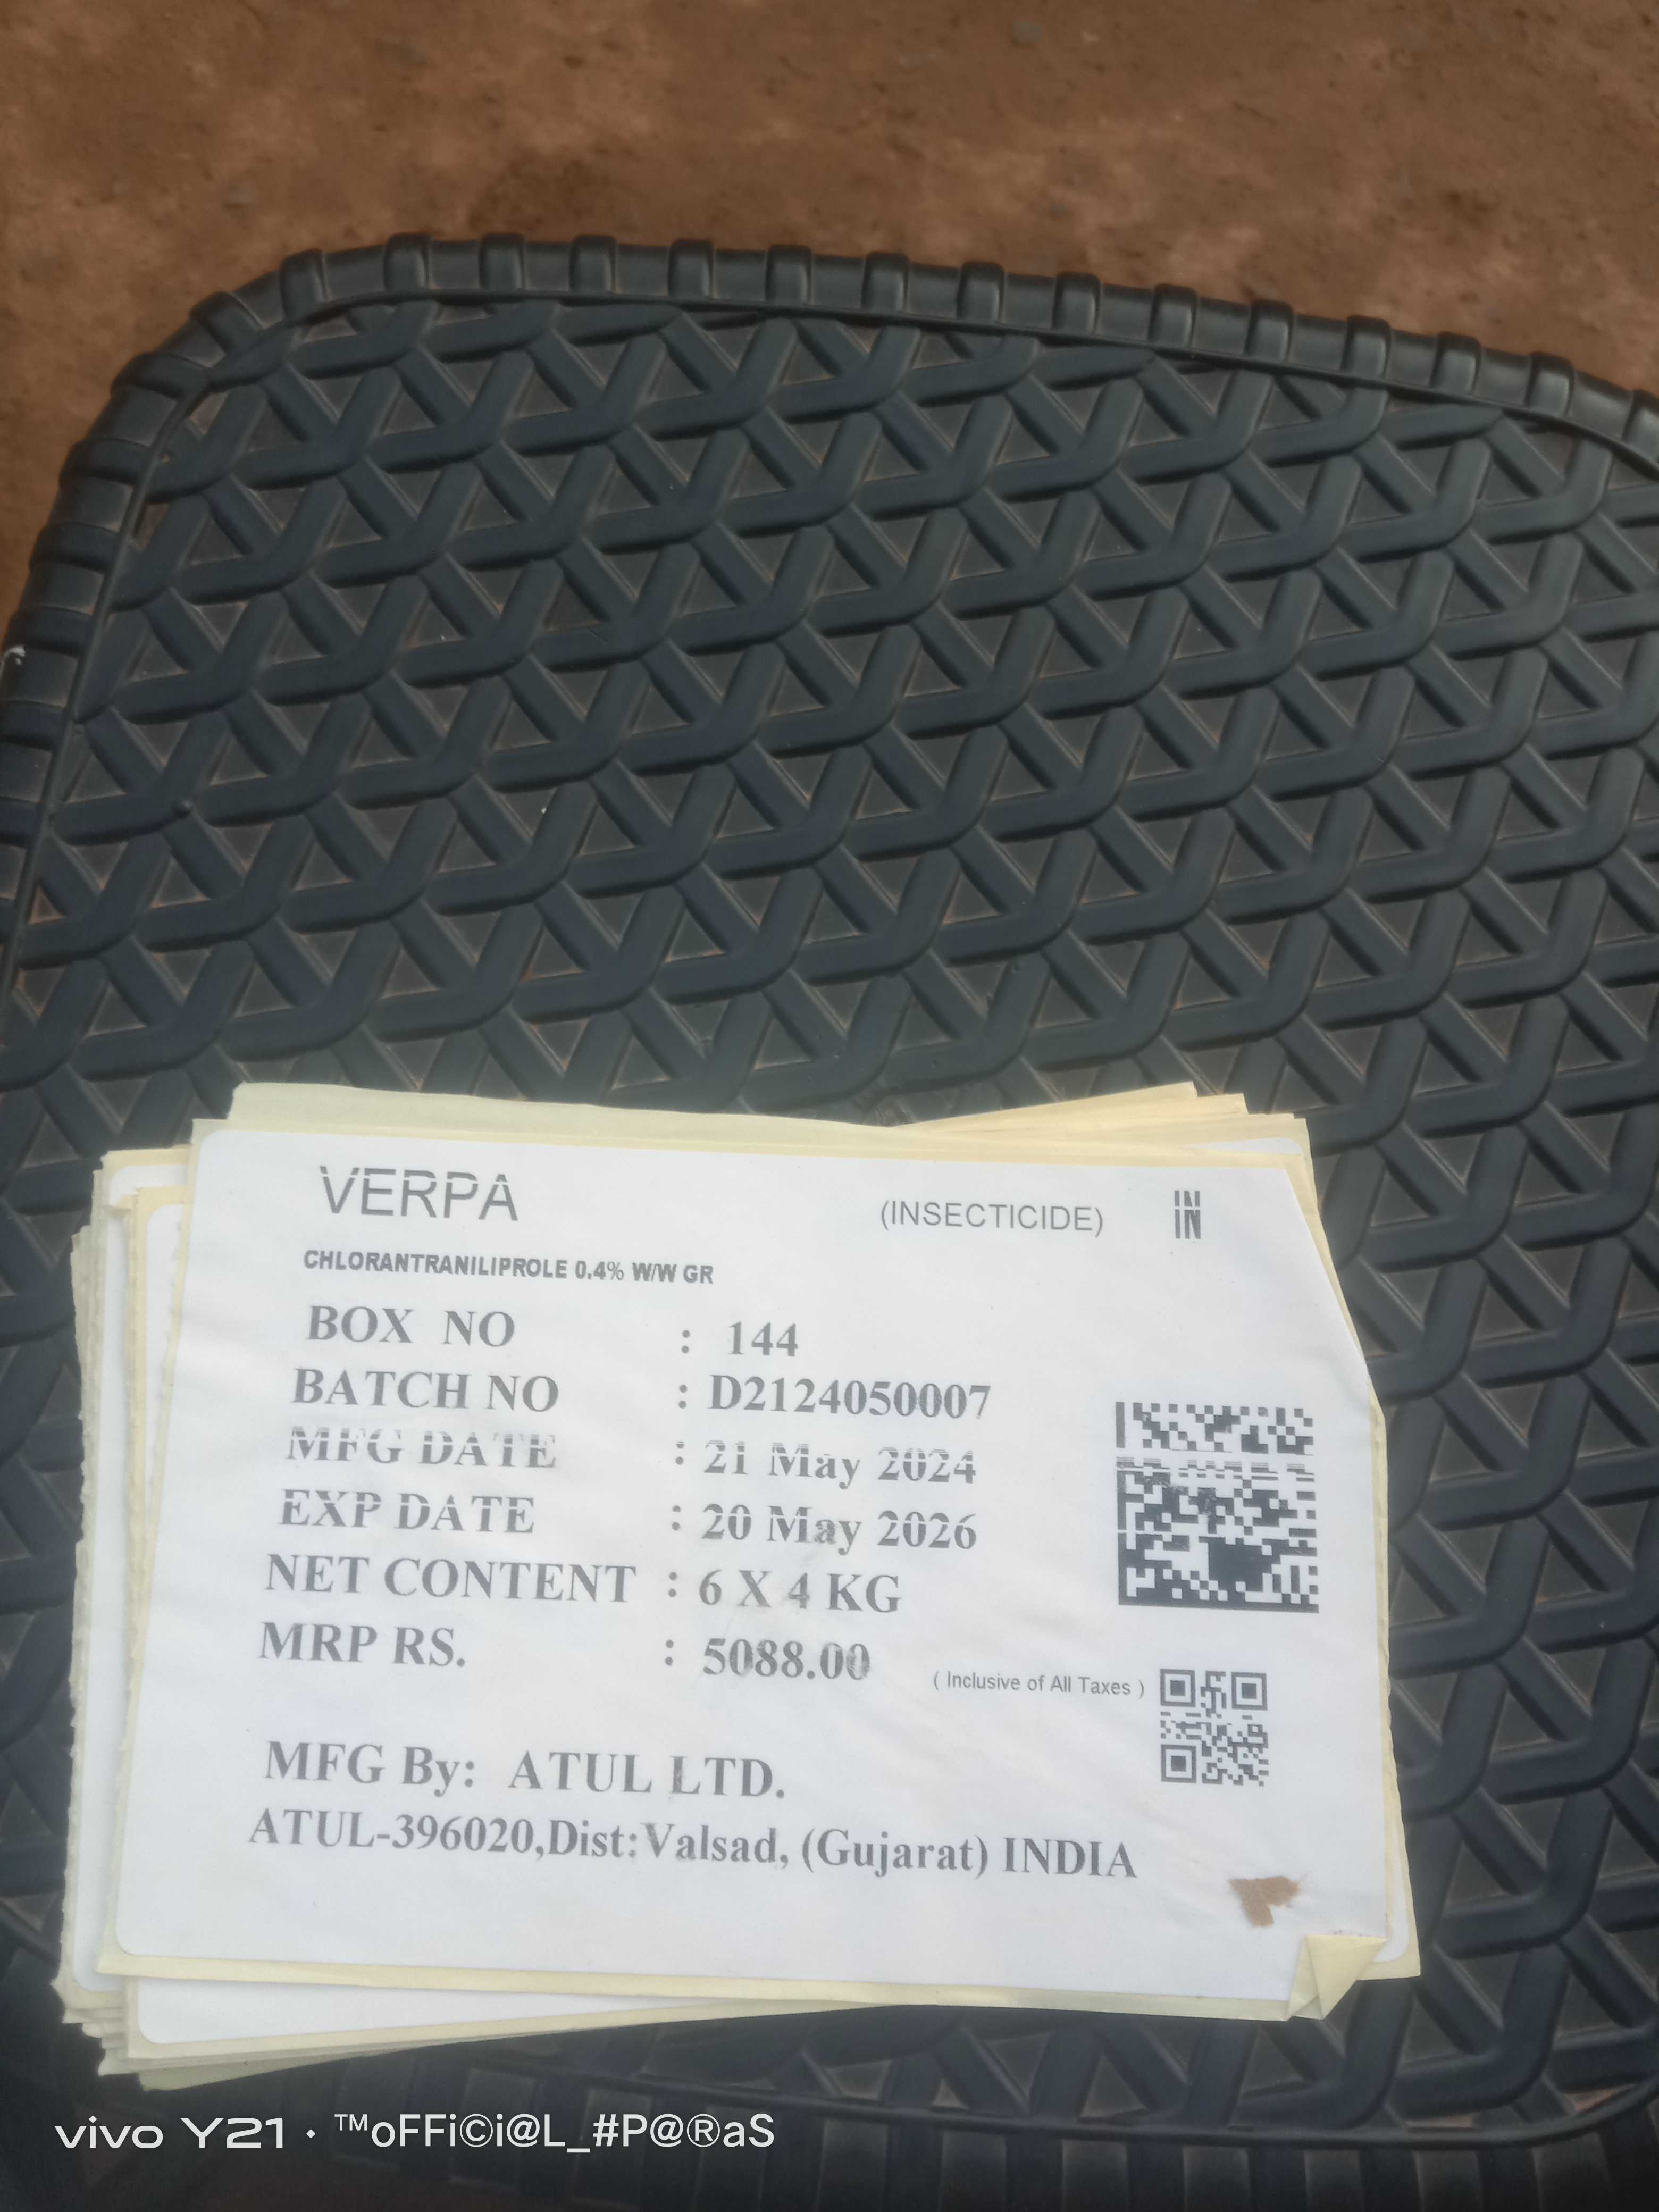 VERPA (INSECTICIDE) IN
CHLORANTRANILIPROLE 0.4% W/W GR
BOX NO : 144
BATCH NO : D2124050007
MFG DATE : 21 May 2024
EXP DATE : 20 May 2026
NET CONTENT : 6 X 4 KG
MRP RS. : 5088.00 ( Inclusive of All Taxes )
MFG By: ATUL LTD.
ATUL-396020,Dist:Valsad, (Gujarat) INDIA
vivo Y21 · ™oFFi©i@L_#P@®aS